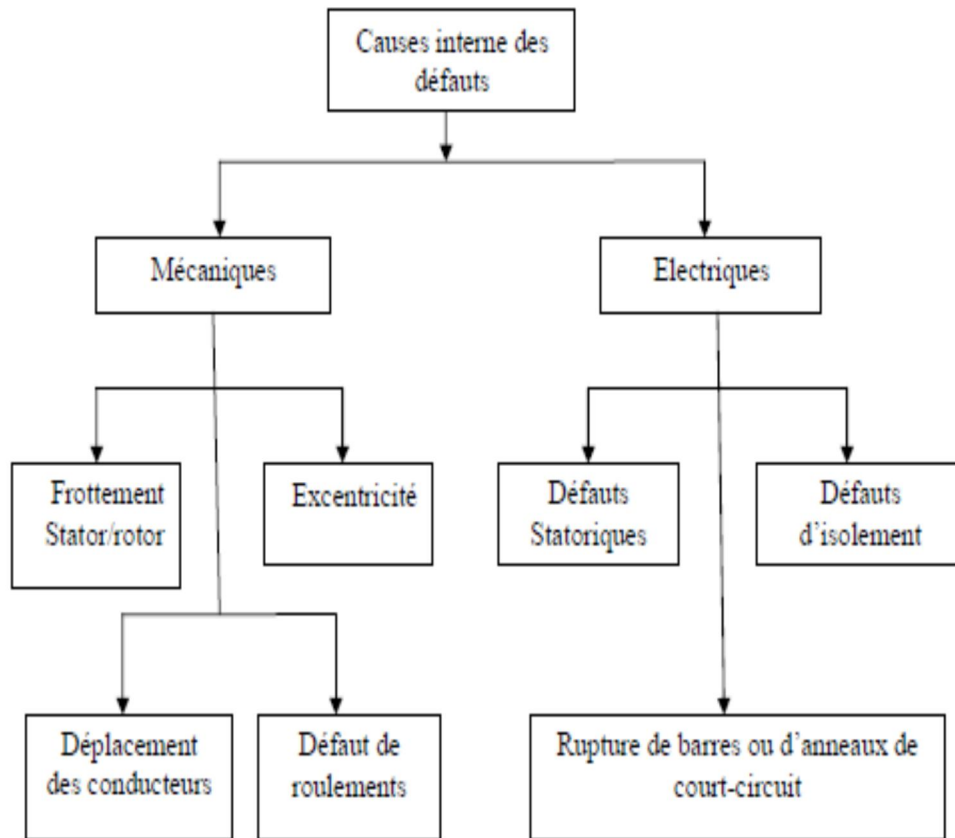 Causes interne des
défauts
Mécaniques
Electriques
Frottement
Stator/rotor
Excentricité
Défauts
Statoriques
Défauts
d'isolement
Déplacement
des conducteurs
Défaut de
roulements
Rupture de barres ou d'anneaux de
court-circuit